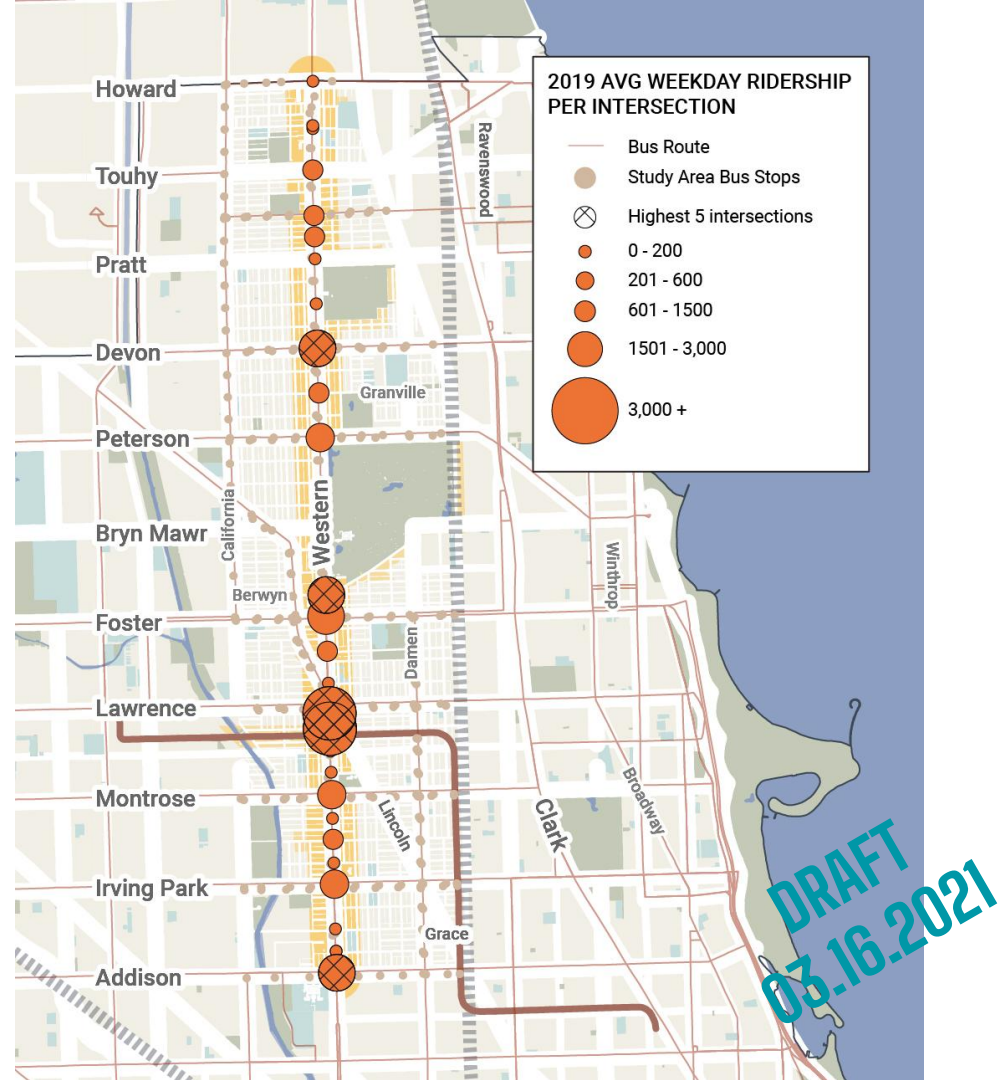 2019 AVG WEEKDAY RIDERSHIP
PER INTERSECTION
Bus Route
Study Area Bus Stops
Highest 5 intersections
0 - 200
201 - 600
601 - 1500
1501 - 3,000
3,000 +
Howard
Touhy
Pratt
Devon
Peterson
Bryn Mawr
Foster
Lawrence
Montrose
Irving Park
Addison
Ravenswood
Granville
California
Western
Berwyn
Winthrop
Damen
Lincoln
Clark
Broadway
Grace
DRAFT
03.16.2021